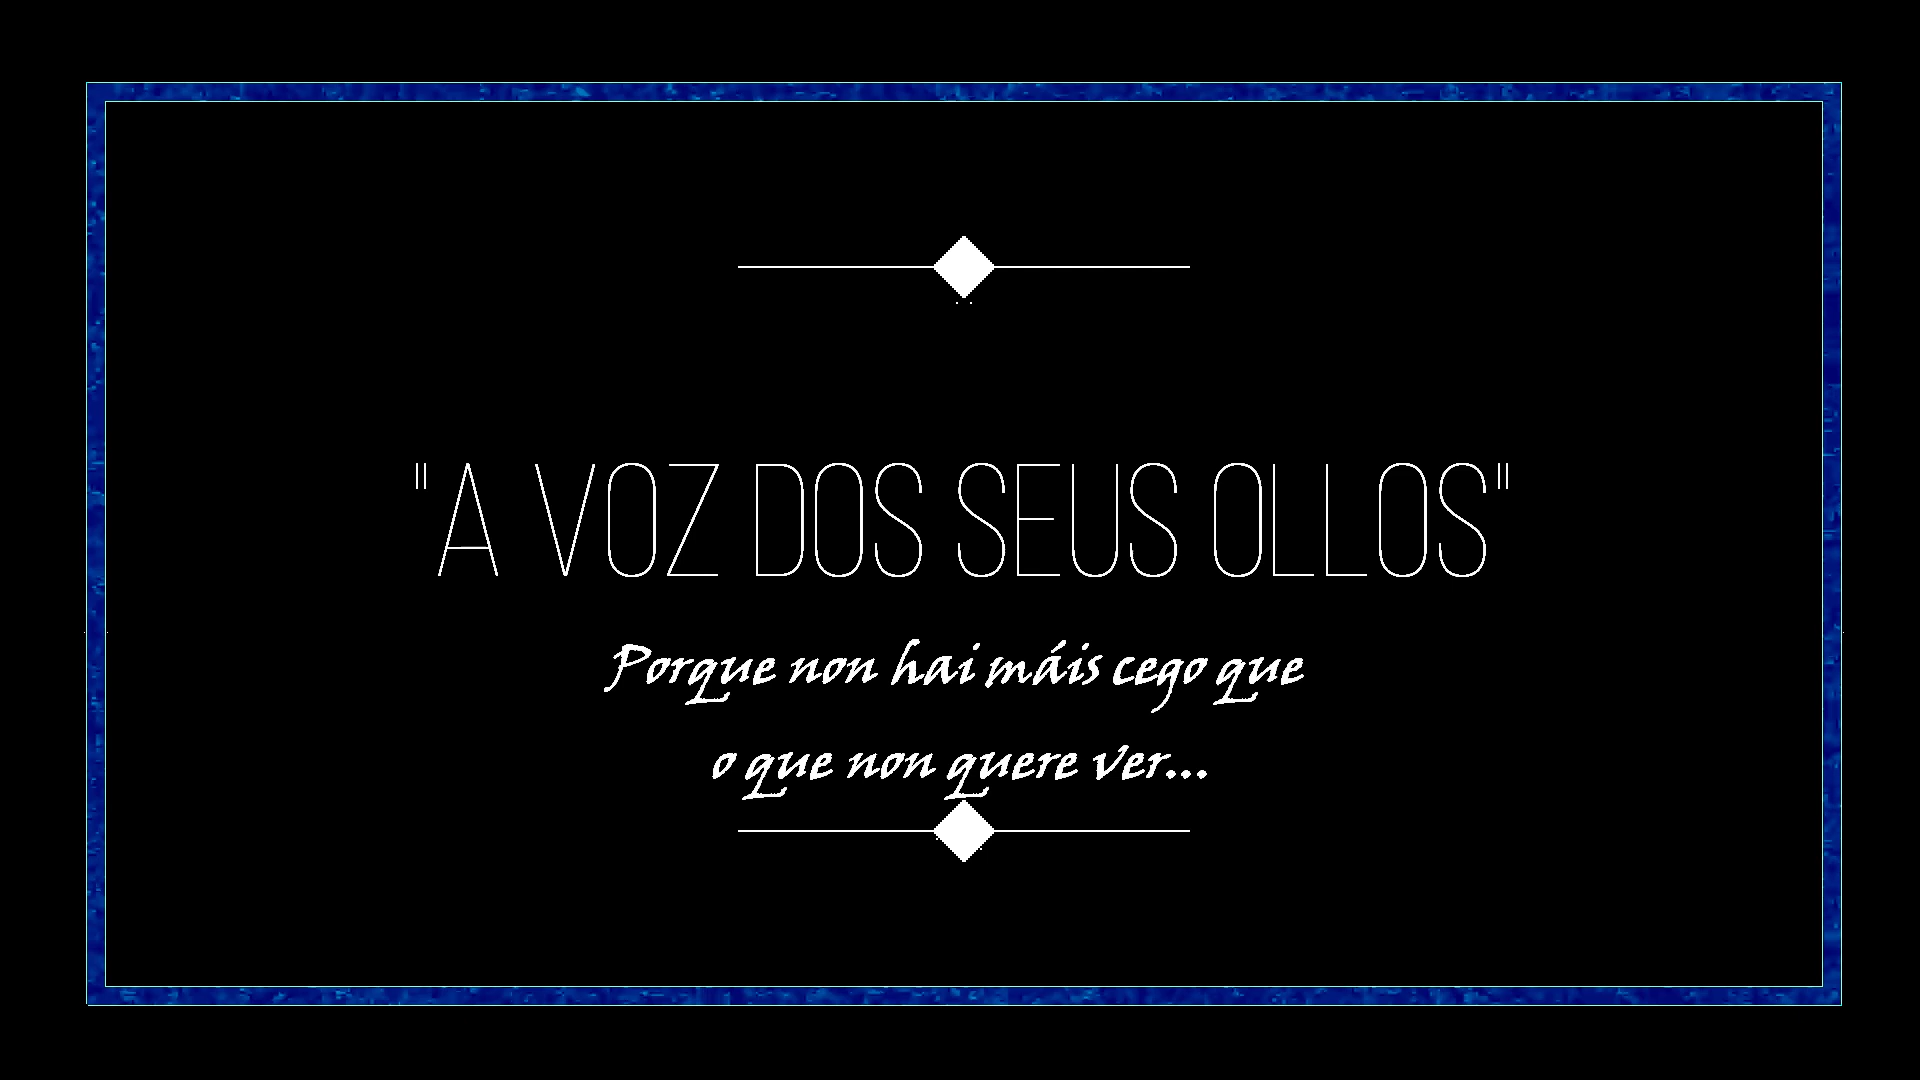 "A VOZ DOS SEUS OLLOS"
Porque non hai máis cego que
o que non quere ver...